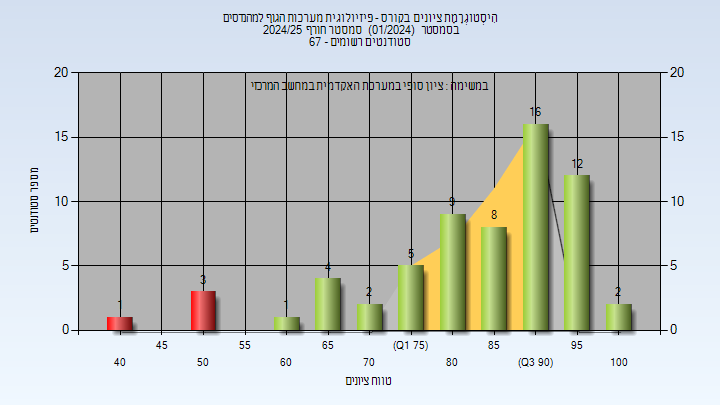 היסטוגרמת ציונים בקורס - פיזיולוגית מערכות הגוף למהנדסים
בסמסטר (01/2024) סמסטר חורף 2024/25
סטודנטים רשומים - 67
במשימה : ציון סופי במערכת האקדמית במחשב המרכזי
מספר סטודנטים
20 20
15 15
10 10
5 5
0 0
1 3 1 4 2 5 9 8 16 12 2
45 55 65 (Q1 75) 85 95
40 50 60 70 80 (Q3 90) 100
טווח ציונים